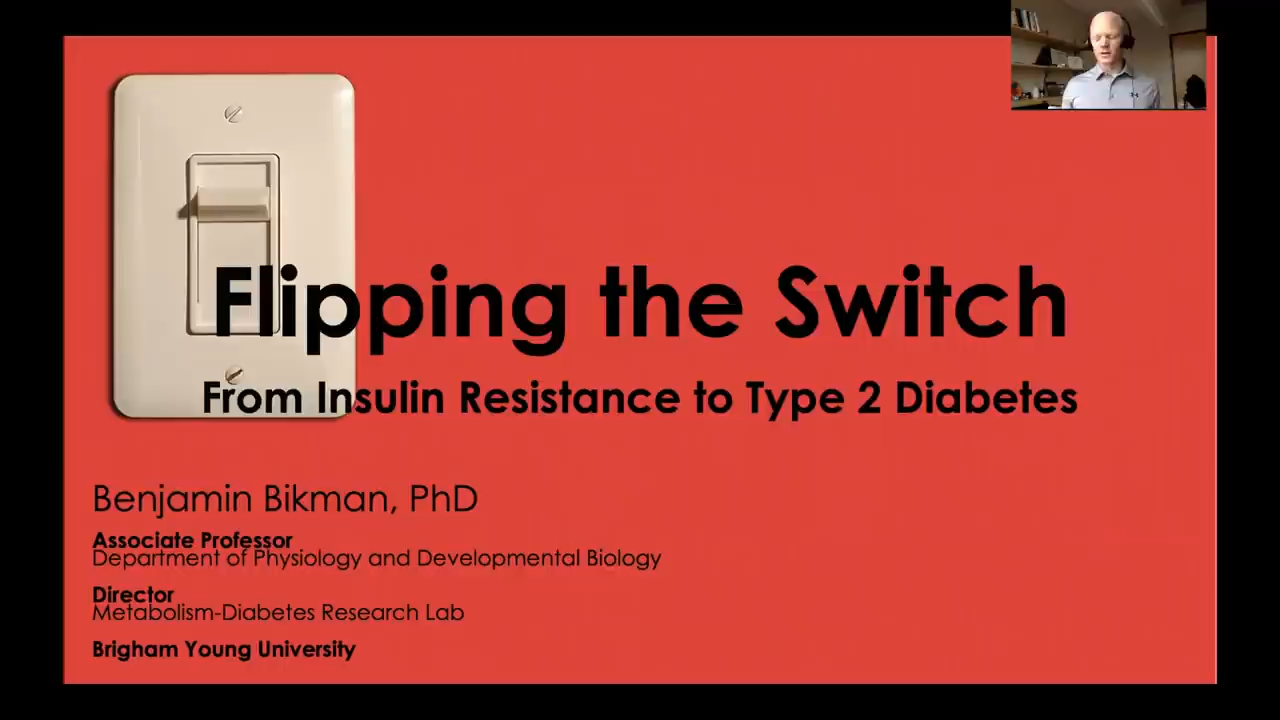 Flipping the Switch
From Insulin Resistance to Type 2 Diabetes
Benjamin Bikman, PhD
Associate Professor
Department of Physiology and Developmental Biology
Director
Metabolism-Diabetes Research Lab
Brigham Young University